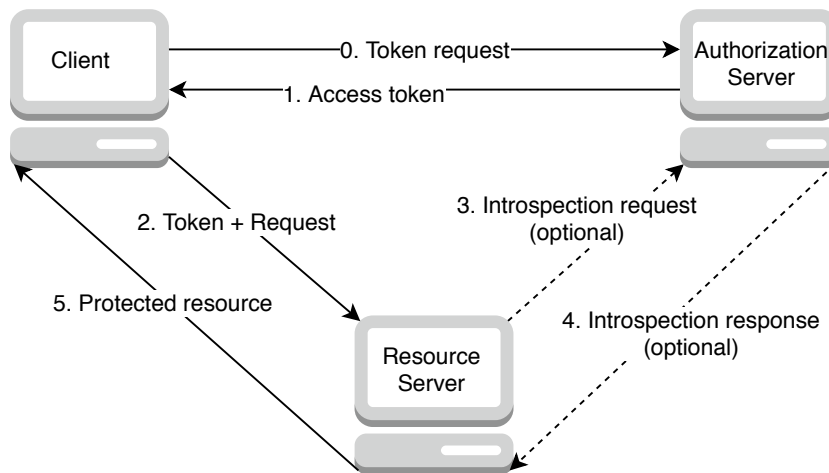 Client
0. Token request
Authorization
Server
1. Access token
2. Token + Request
3. Introspection request
(optional)
5. Protected resource
4. Introspection response
(optional)
Resource
Server